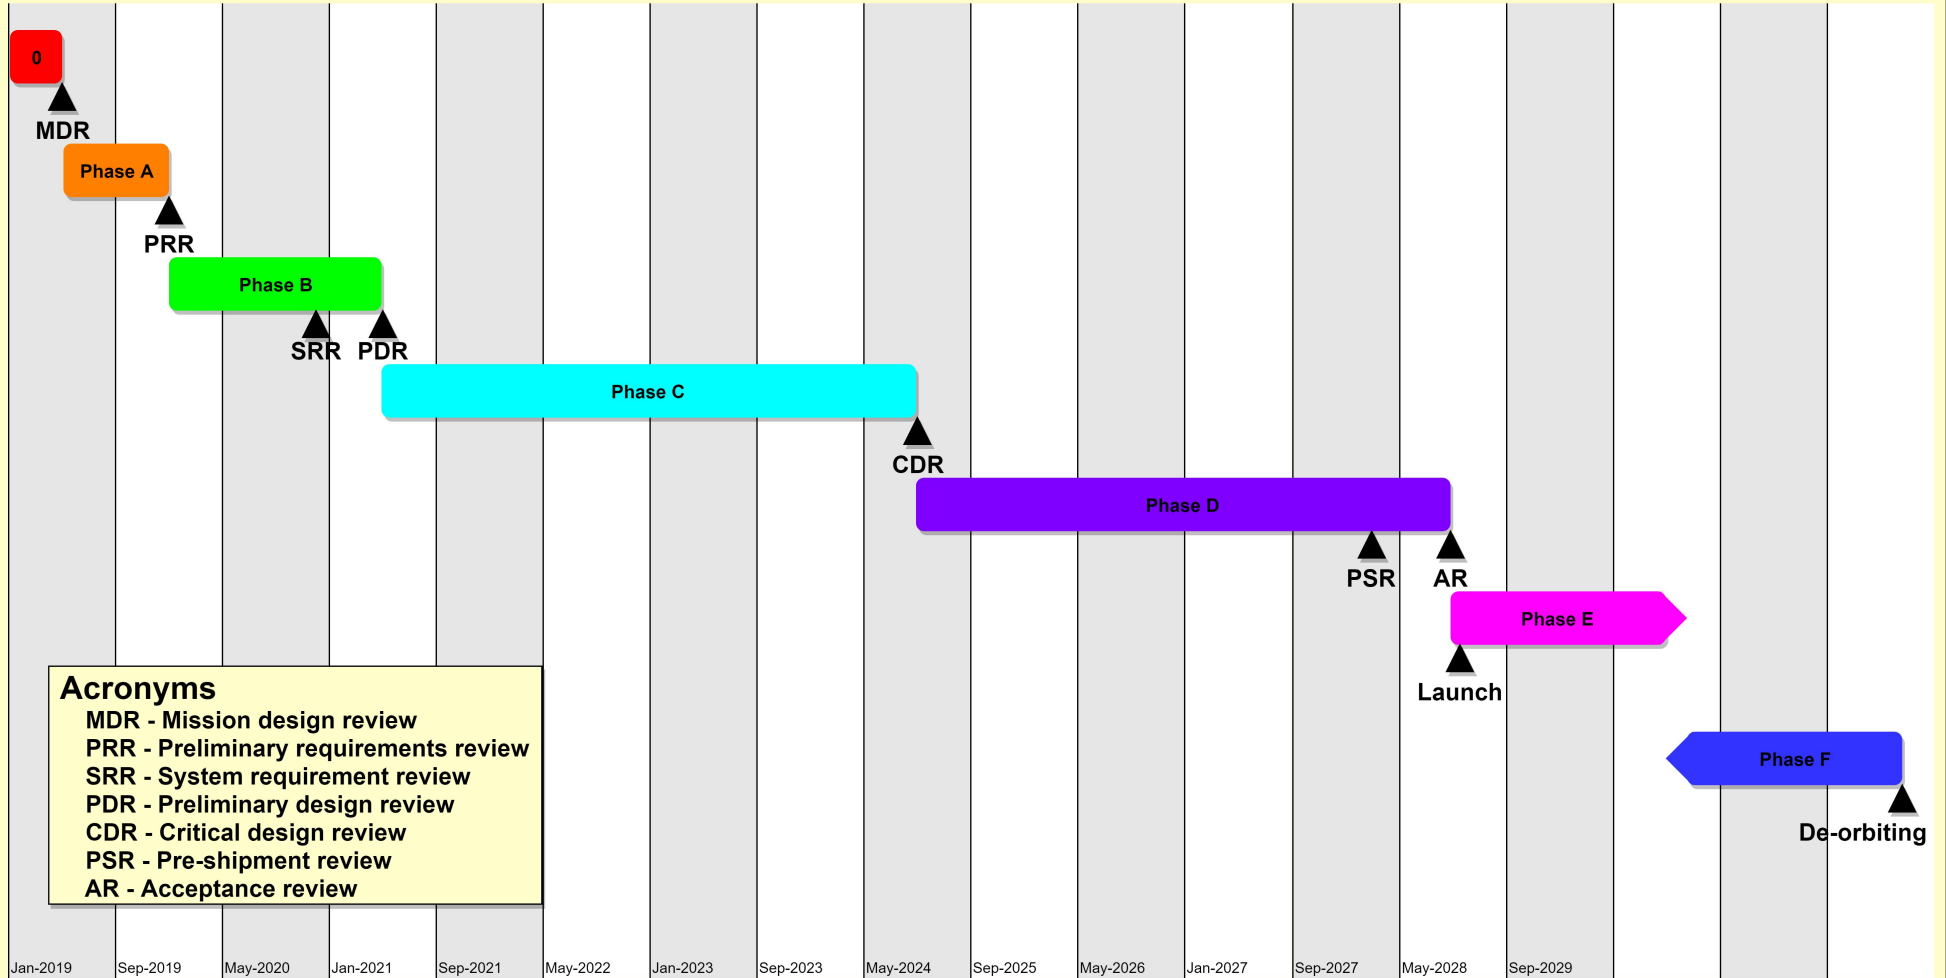 0
MDR
Phase A
PRR
Phase B
SRR PDR
Phase C
CDR
Phase D
PSR AR
Phase E
Launch
Phase F
De-orbiting
Acronyms
MDR - Mission design review
PRR - Preliminary requirements review
SRR - System requirement review
PDR - Preliminary design review
CDR - Critical design review
PSR - Pre-shipment review
AR - Acceptance review
Jan-2019 Sep-2019 May-2020 Jan-2021 Sep-2021 May-2022 Jan-2023 Sep-2023 May-2024 Sep-2025 May-2026 Jan-2027 Sep-2027 May-2028 Sep-2029